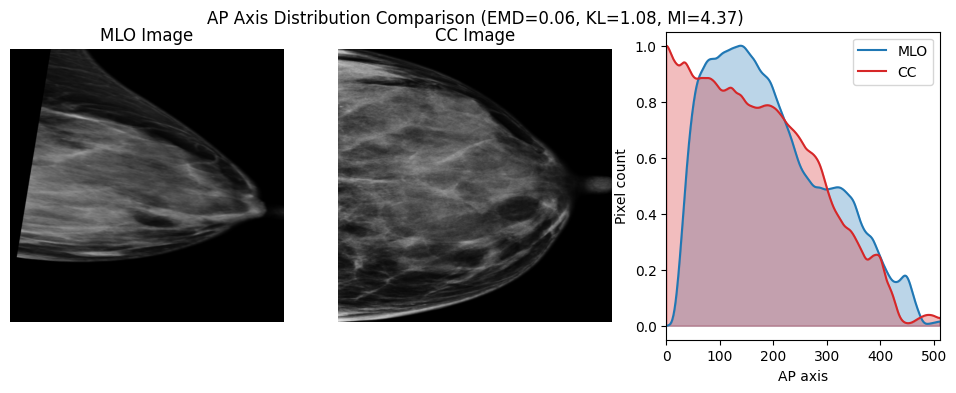 AP Axis Distribution Comparison (EMD=0.06, KL=1.08, MI=4.37)
MLO Image
CC Image
MLO
CC
Pixel count
1.0
0.8
0.6
0.4
0.2
0.0
0 100 200 300 400 500
AP axis